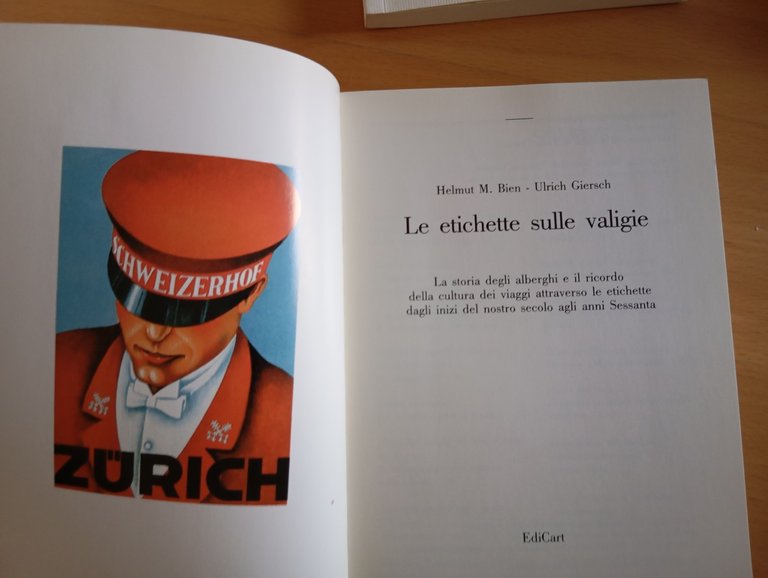 SCHWEIZERHOF
ZÜRICH
Helmut M. Bien - Ulrich Giersch
Le etichette sulle valigie
La storia degli alberghi e il ricordo
della cultura dei viaggi attraverso le etichette
dagli inizi del nostro secolo agli anni Sessanta
EdiCart